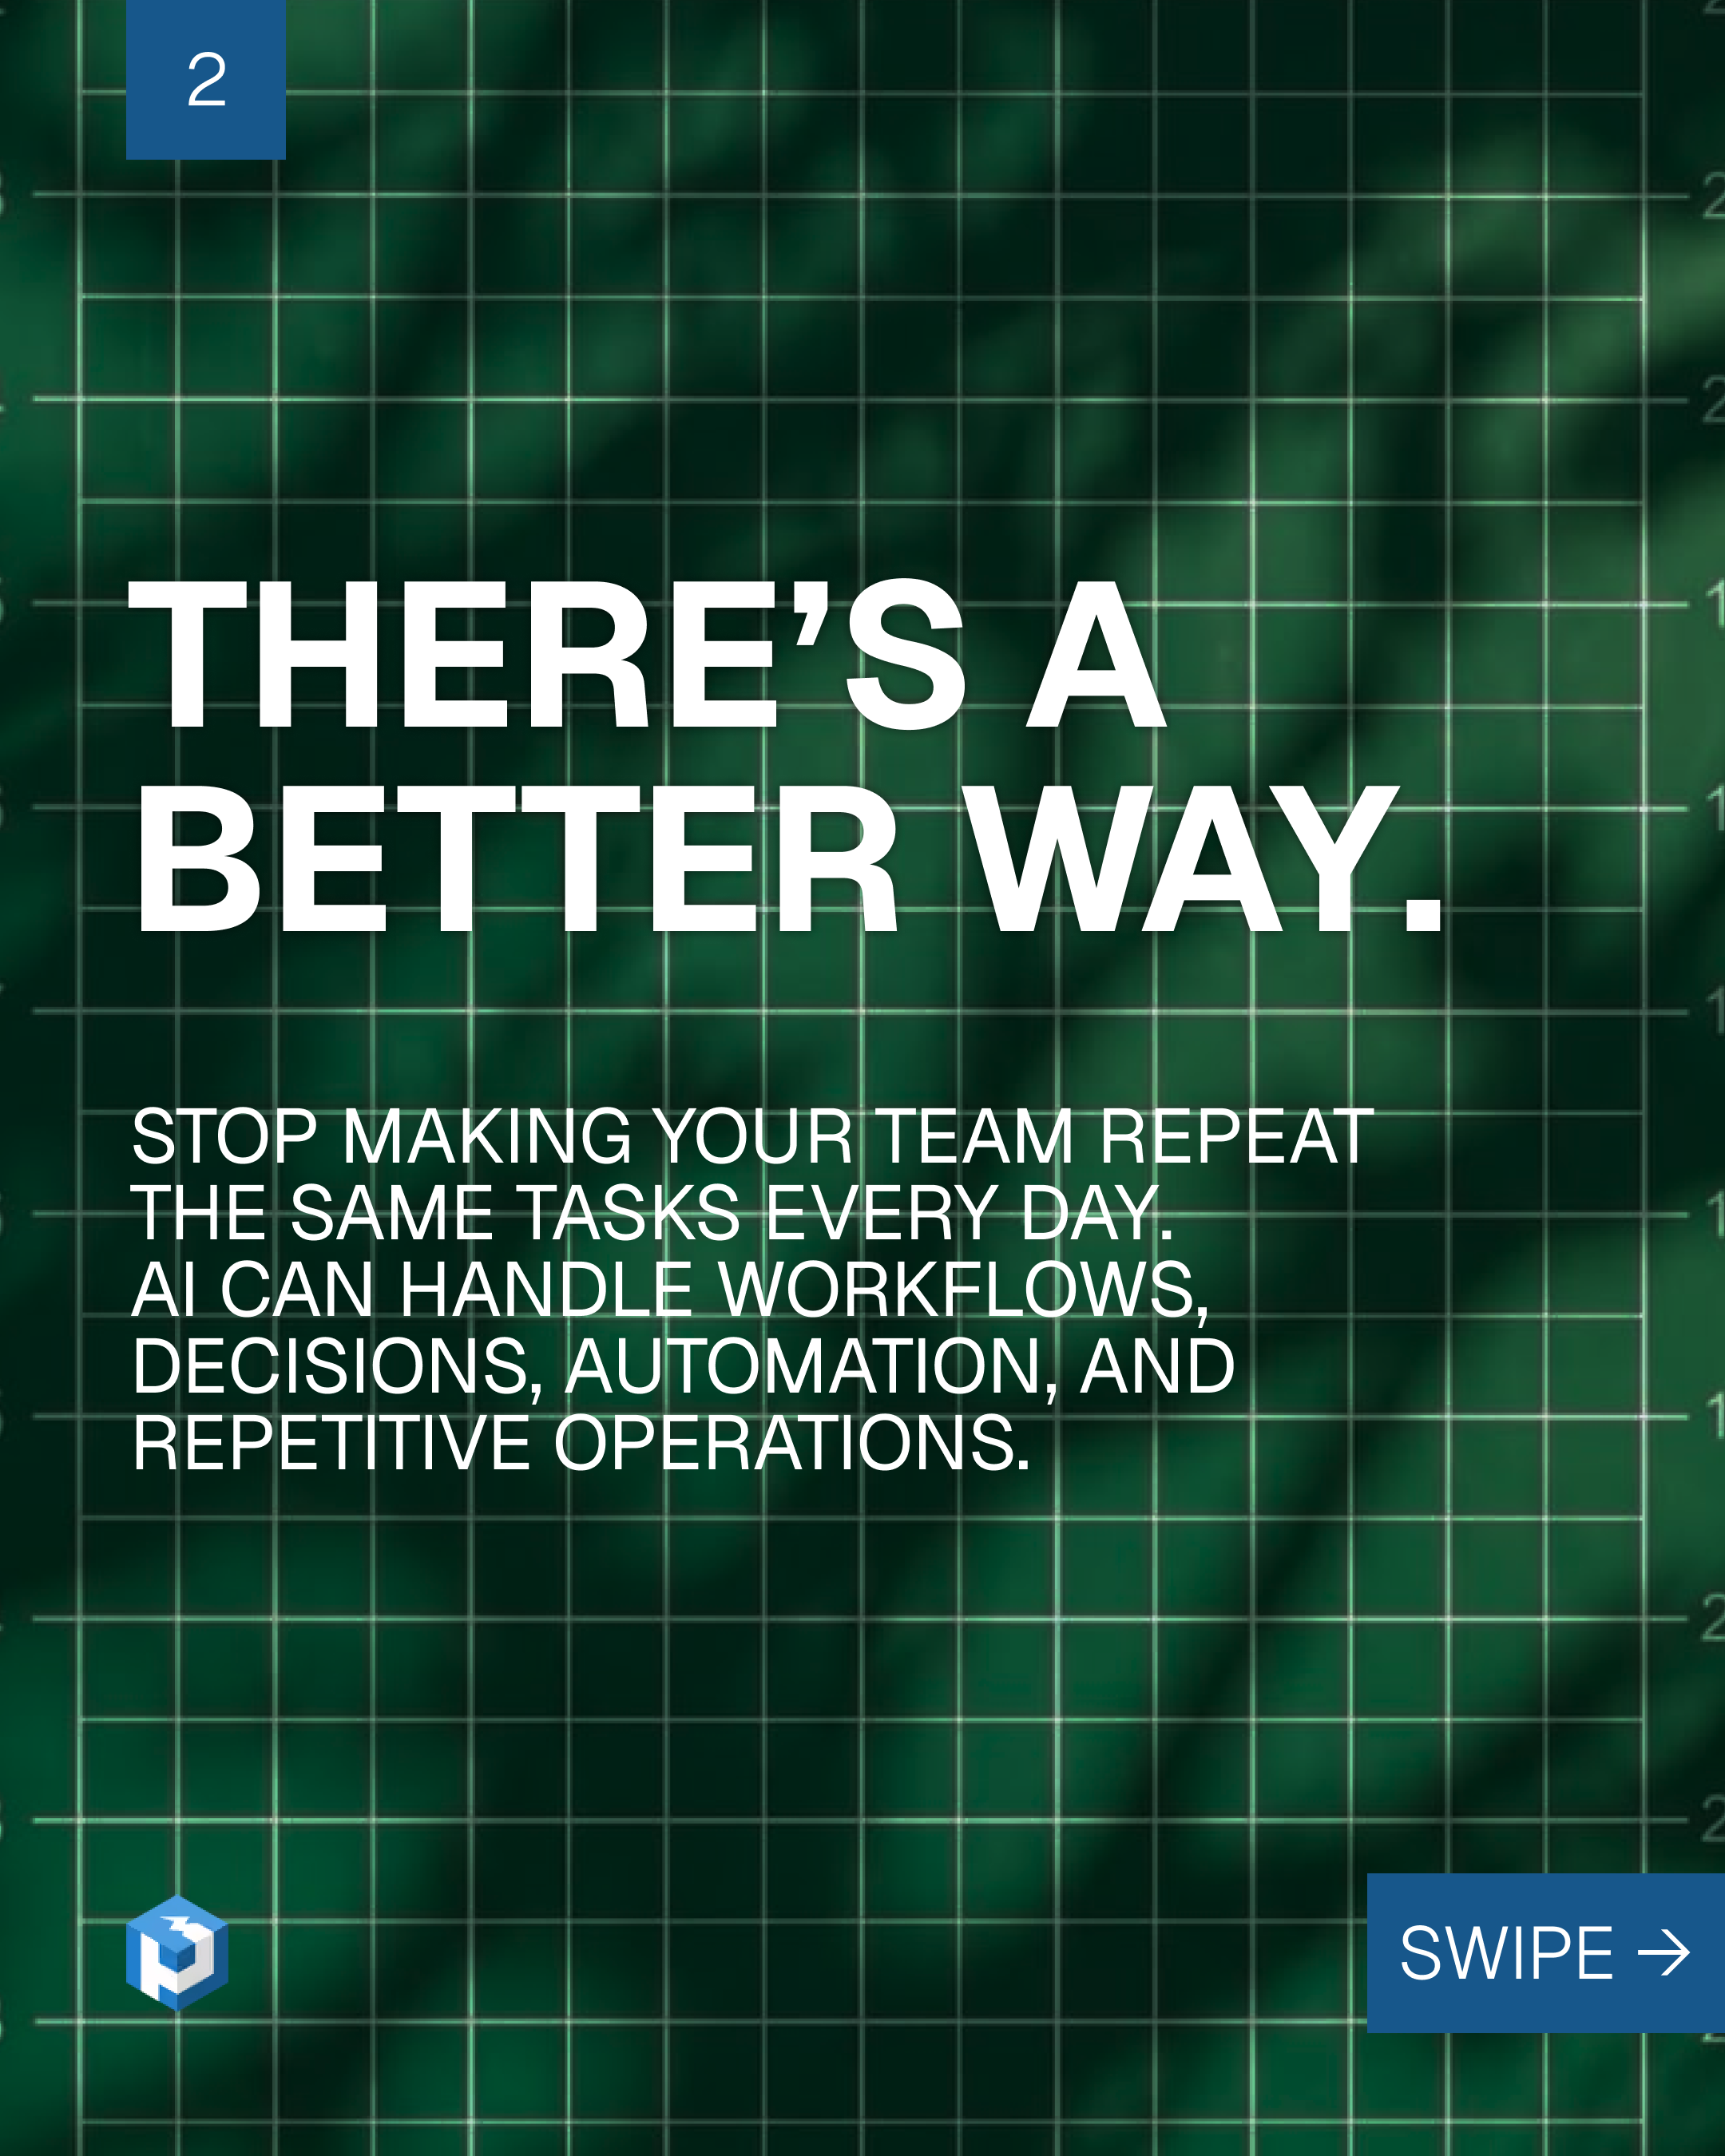 2
THERE’S A
BETTER WAY.
STOP MAKING YOUR TEAM REPEAT
THE SAME TASKS EVERY DAY.
AI CAN HANDLE WORKFLOWS,
DECISIONS, AUTOMATION, AND
REPETITIVE OPERATIONS.
SWIPE →